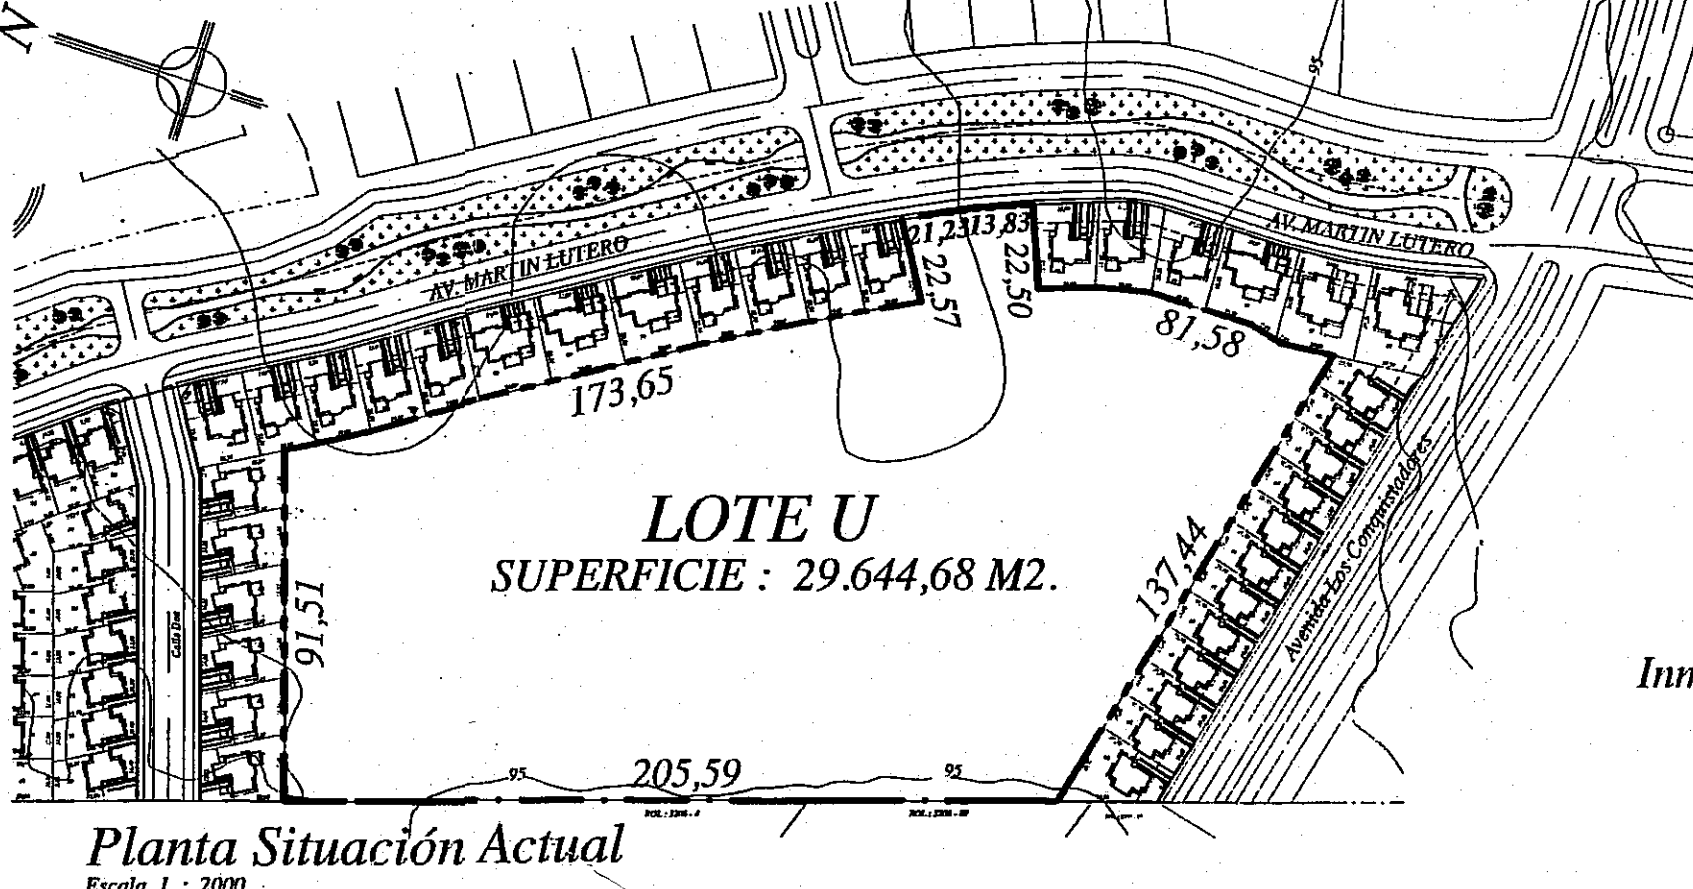 N
95
AV. MARTIN LUTERO
AV. MARTIN LUTERO
21,23 13,83
22,57
22,50
81,58
173,65
LOTE U
SUPERFICIE : 29.644,68 M2.
91,51
137,44
Avenida Los Conquistadores
Calle Dos
Inm
95
205,59
95
Planta Situación Actual
Escala 1 : 2000